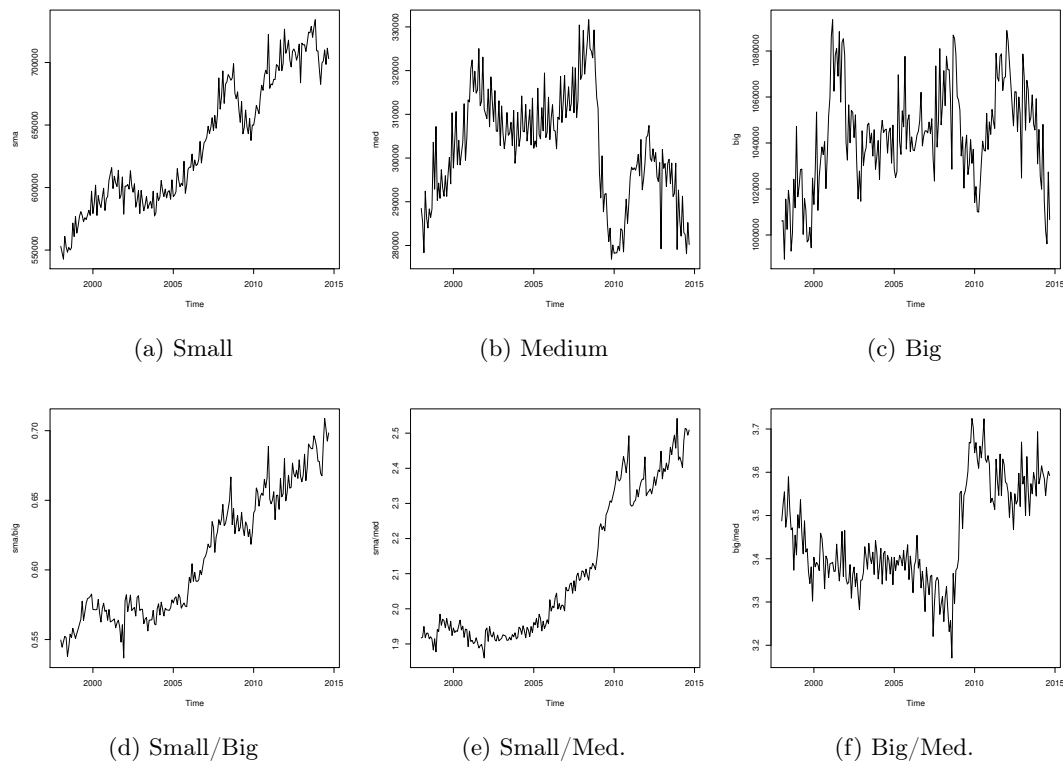 sma
550000 600000 650000 700000
2000 2005 2010 2015
Time
(a) Small
med
280000 290000 300000 310000 320000 330000
2000 2005 2010 2015
Time
(b) Medium
big
1000000 1020000 1040000 1060000 1080000
2000 2005 2010 2015
Time
(c) Big
sma/big
0.55 0.60 0.65 0.70
2000 2005 2010 2015
Time
(d) Small/Big
sma/med
1.9 2.0 2.1 2.2 2.3 2.4 2.5
2000 2005 2010 2015
Time
(e) Small/Med.
big/med
3.2 3.3 3.4 3.5 3.6 3.7
2000 2005 2010 2015
Time
(f) Big/Med.